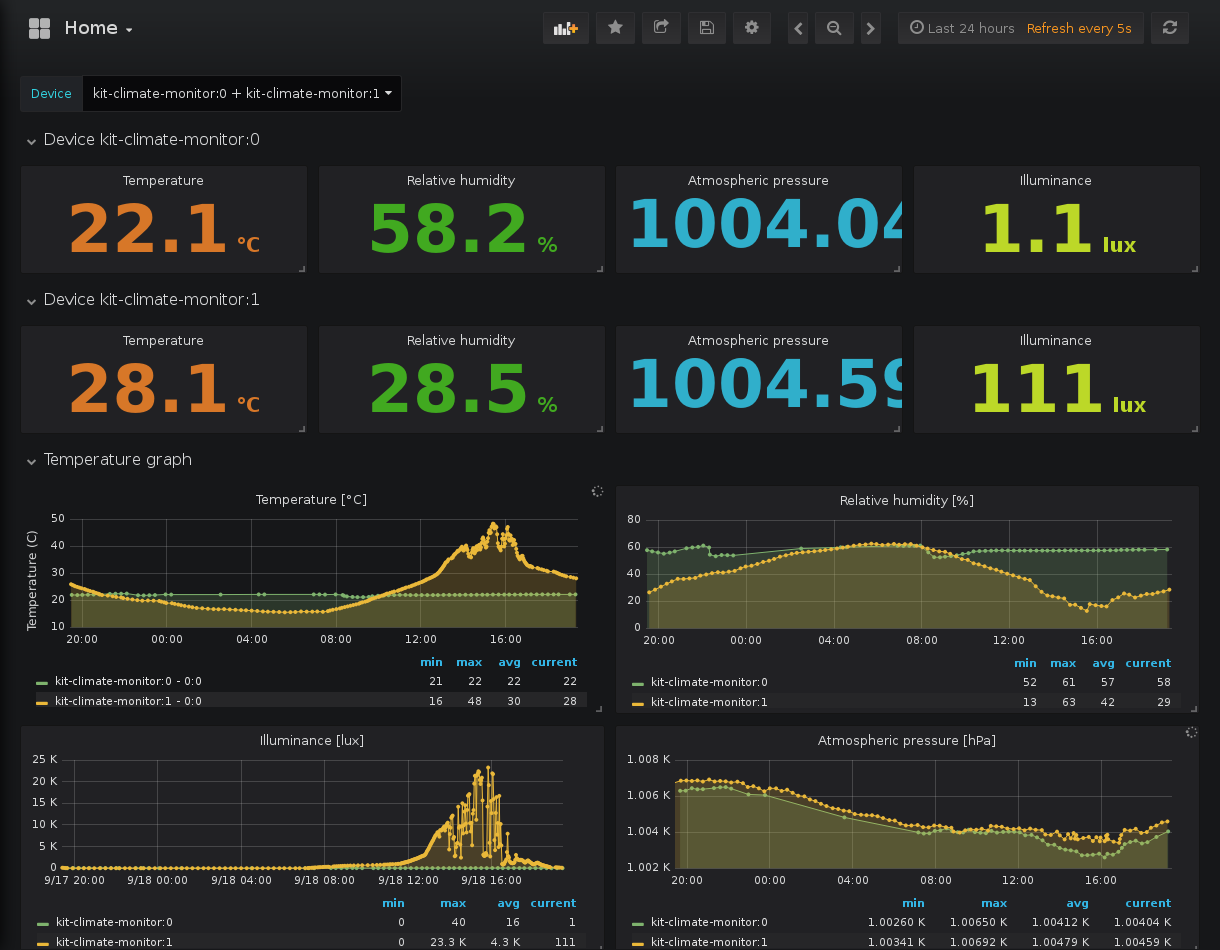 Home
Last 24 hours Refresh every 5s
Device kit-climate-monitor:0 + kit-climate-monitor:1
Device kit-climate-monitor:0
Temperature Relative humidity Atmospheric pressure Illuminance
22.1 °C 58.2 % 1004.04 1.1 lux
Device kit-climate-monitor:1
Temperature Relative humidity Atmospheric pressure Illuminance
28.1 °C 28.5 % 1004.59 111 lux
Temperature graph
Temperature [°C]
Temperature (C)
50
40
30
20
10
20:00 00:00 04:00 08:00 12:00 16:00
min max avg current
kit-climate-monitor:0 - 0:0 21 22 22 22
kit-climate-monitor:1 - 0:0 16 48 30 28
Relative humidity [%]
80
60
40
20
0
20:00 00:00 04:00 08:00 12:00 16:00
min max avg current
kit-climate-monitor:0 52 61 57 58
kit-climate-monitor:1 13 63 42 29
Illuminance [lux]
25 K
20 K
15 K
10 K
5 K
0
9/17 20:00 9/18 00:00 9/18 04:00 9/18 08:00 9/18 12:00 9/18 16:00
min max avg current
kit-climate-monitor:0 0 40 16 1
kit-climate-monitor:1 0 23.3 K 4.3 K 111
Atmospheric pressure [hPa]
1.008 K
1.006 K
1.004 K
1.002 K
20:00 00:00 04:00 08:00 12:00 16:00
min max avg current
kit-climate-monitor:0 1.00260 K 1.00650 K 1.00412 K 1.00404 K
kit-climate-monitor:1 1.00341 K 1.00692 K 1.00479 K 1.00459 K